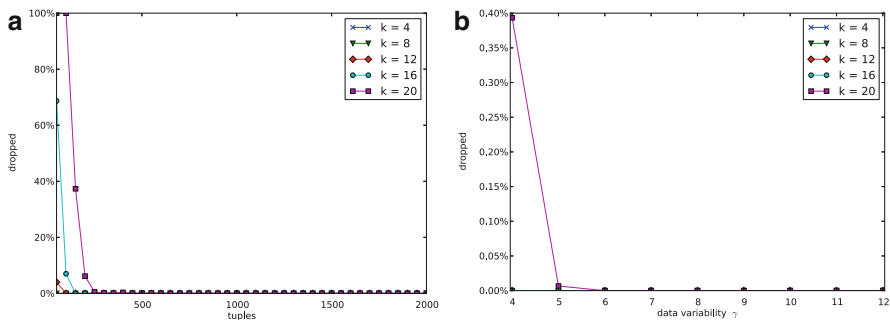 a
100%
80%
60%
40%
20%
0%
dropped
500
1000
1500
2000
tuples
k = 4
k = 8
k = 12
k = 16
k = 20
b
0.40%
0.35%
0.30%
0.25%
0.20%
0.15%
0.10%
0.05%
0.00%
dropped
4
5
6
7
8
9
10
11
12
data variability γ
k = 4
k = 8
k = 12
k = 16
k = 20